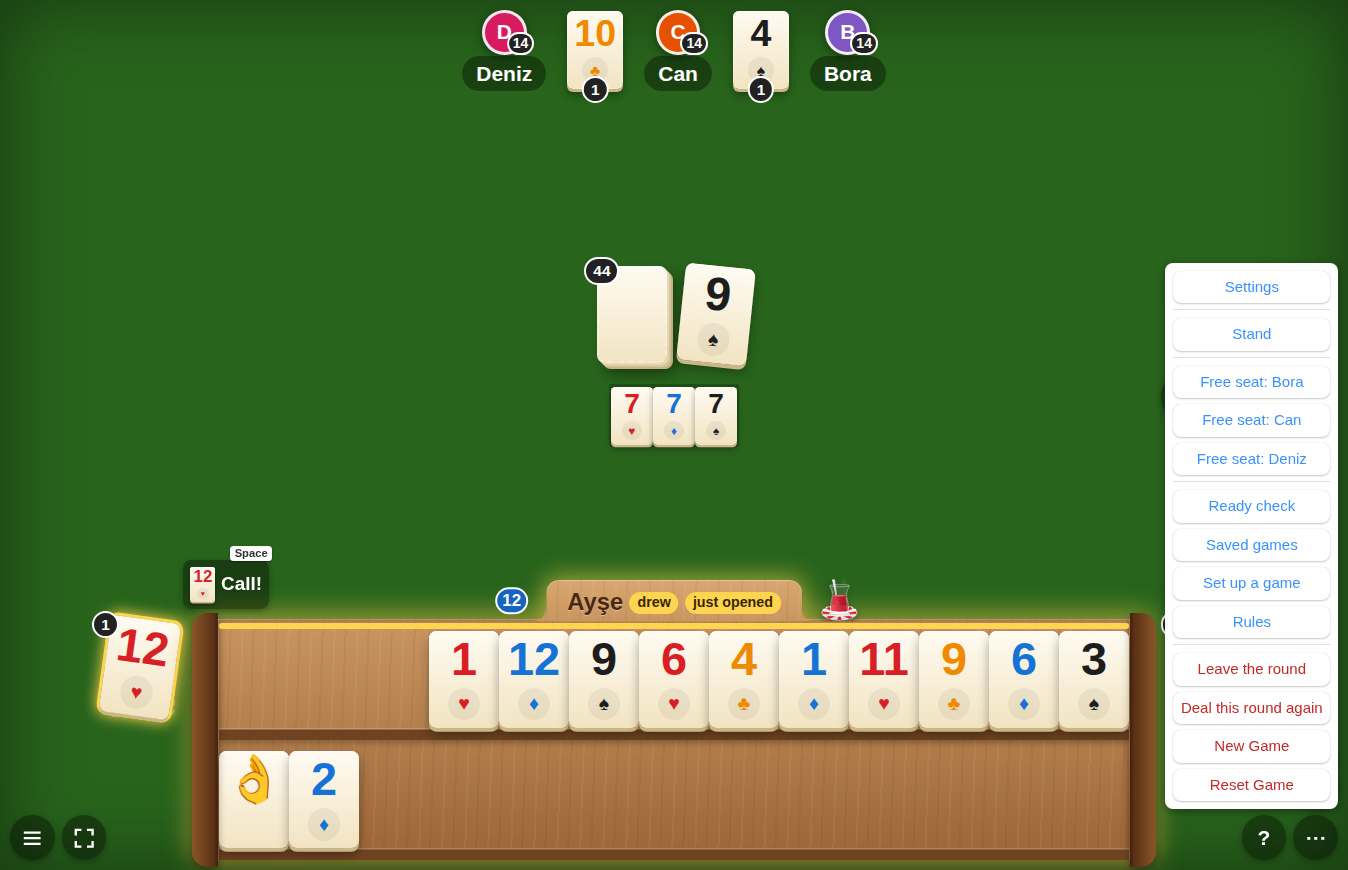 D 14
10
♣
1
C 14
4
♠
1
B 14
Deniz
Can
Bora
44
9
♠
7 7 7
♥ ♦ ♠
Settings
Stand
Free seat: Bora
Free seat: Can
Free seat: Deniz
Ready check
Saved games
Set up a game
Rules
Leave the round
Deal this round again
New Game
Reset Game
Space
12
♥
Call!
1
12
♥
12
Ayşe drew just opened
1 12 9 6 4 1 11 9 6 3
♥ ♦ ♠ ♥ ♣ ♦ ♥ ♣ ♦ ♠
👌 2
♦
? ⋯